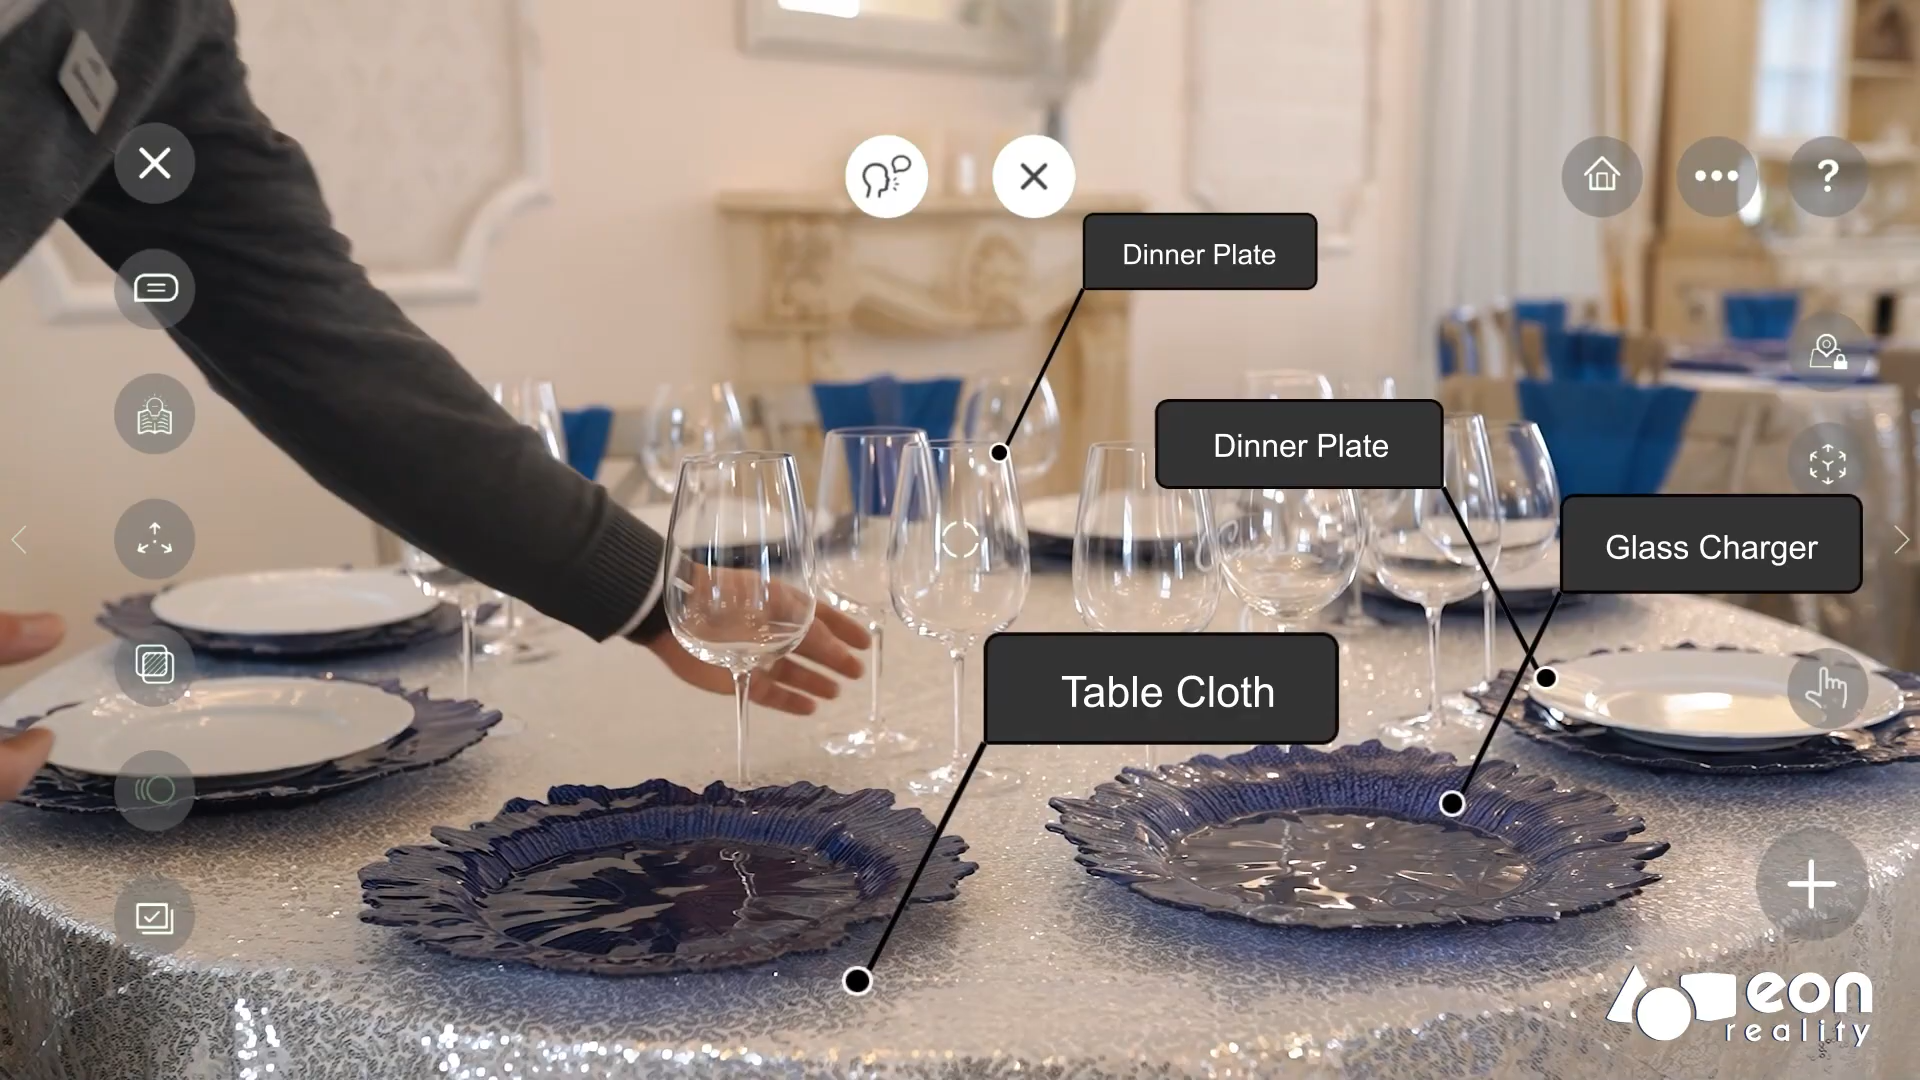 Dinner Plate
Dinner Plate
Glass Charger
Table Cloth
eon
reality